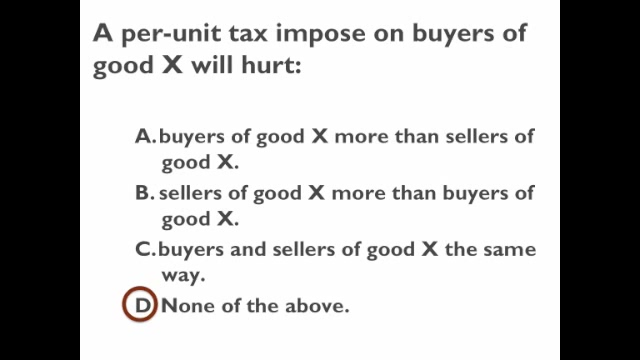 A per-unit tax impose on buyers of
good X will hurt:
A.buyers of good X more than sellers of
good X.
B. sellers of good X more than buyers of
good X.
C.buyers and sellers of good X the same
way.
D None of the above.